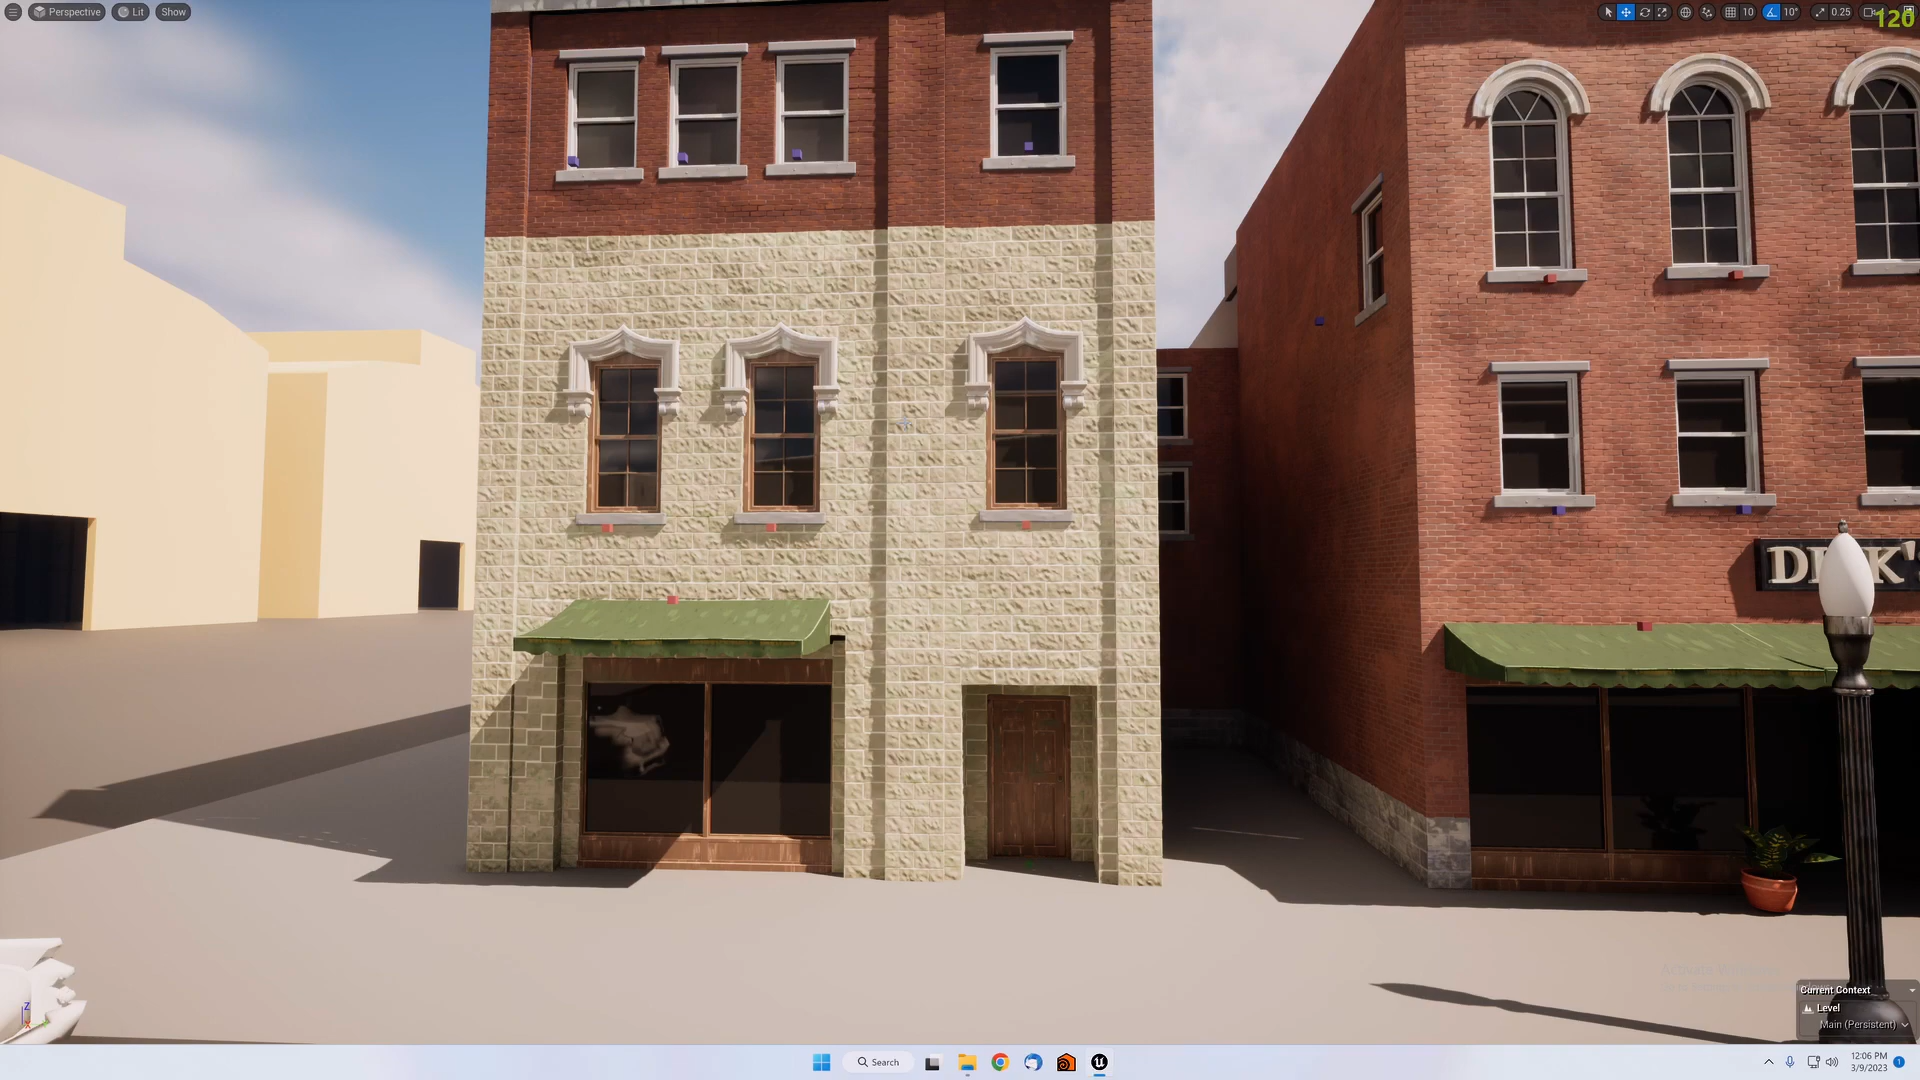 Perspective Lit Show
10 10° 0.25
120
Current Context
Level
Main (Persistent)
Search
12:06 PM
3/9/2023
1